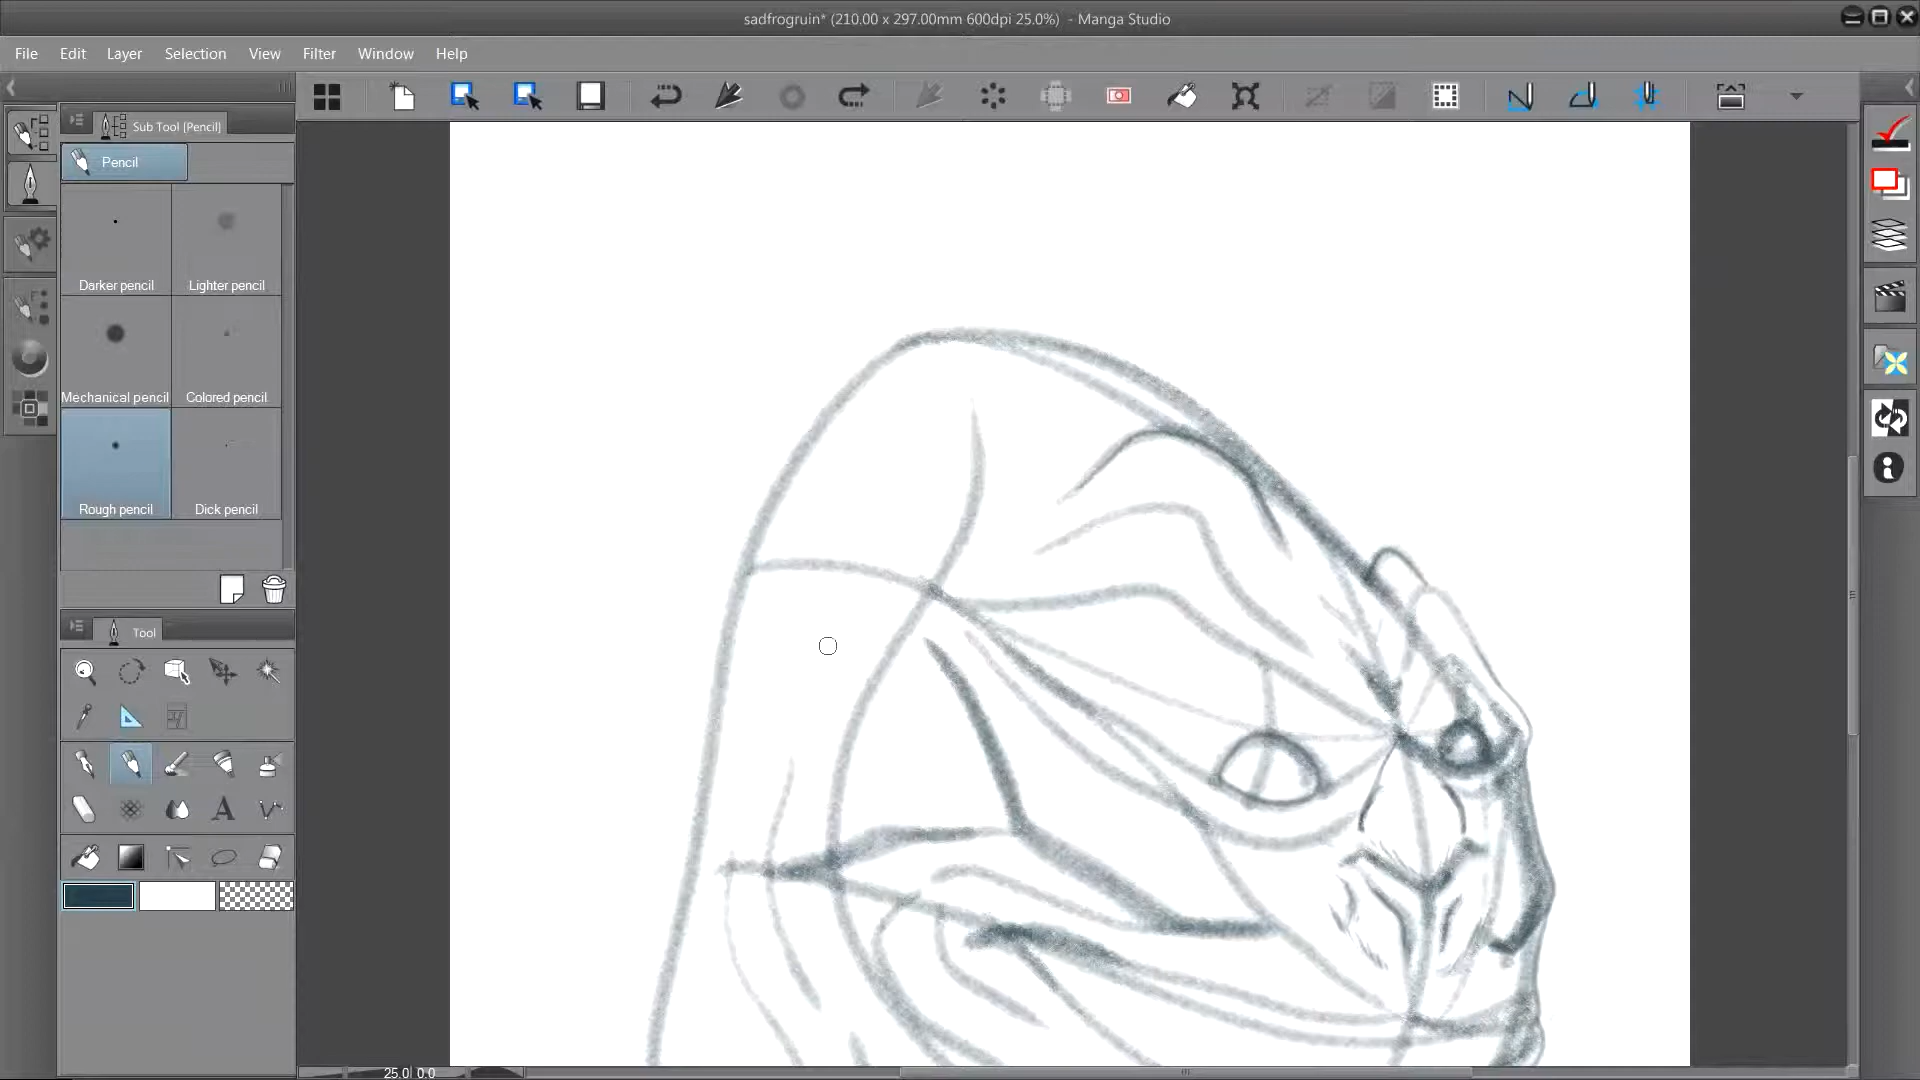 sadfrogruin* (210.00 x 297.00mm 600dpi 25.0%) - Manga Studio
File Edit Layer Selection View Filter Window Help
Sub Tool [Pencil]
Pencil
Darker pencil Lighter pencil
Mechanical pencil Colored pencil
Rough pencil Dick pencil
Tool
25.0 0.0